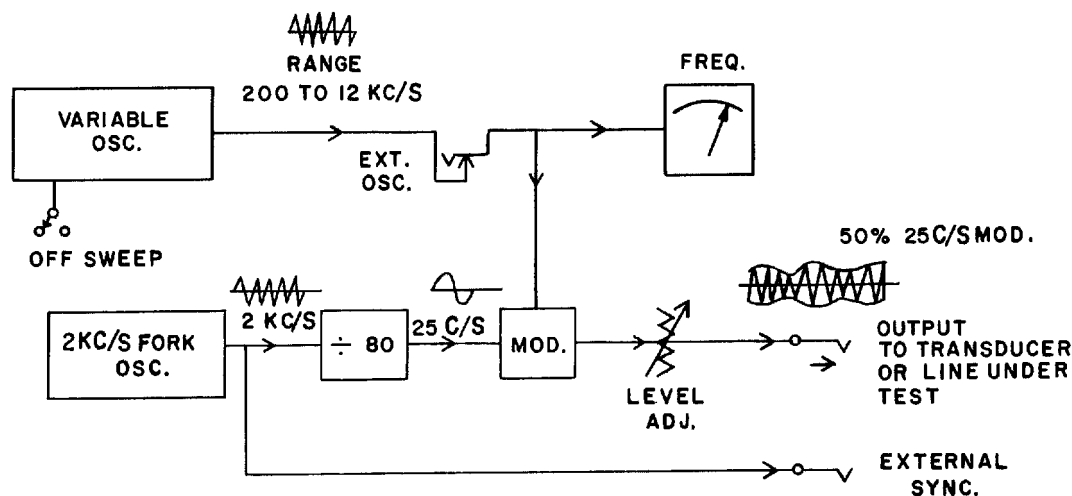 RANGE
200 TO 12 KC/S
FREQ.
VARIABLE
OSC.
EXT.
OSC.
OFF SWEEP
50% 25C/S MOD.
2 KC/S
25 C/S
2KC/S FORK
OSC.
÷ 80
MOD.
LEVEL
ADJ.
OUTPUT
TO TRANSDUCER
OR LINE UNDER
TEST
EXTERNAL
SYNC.